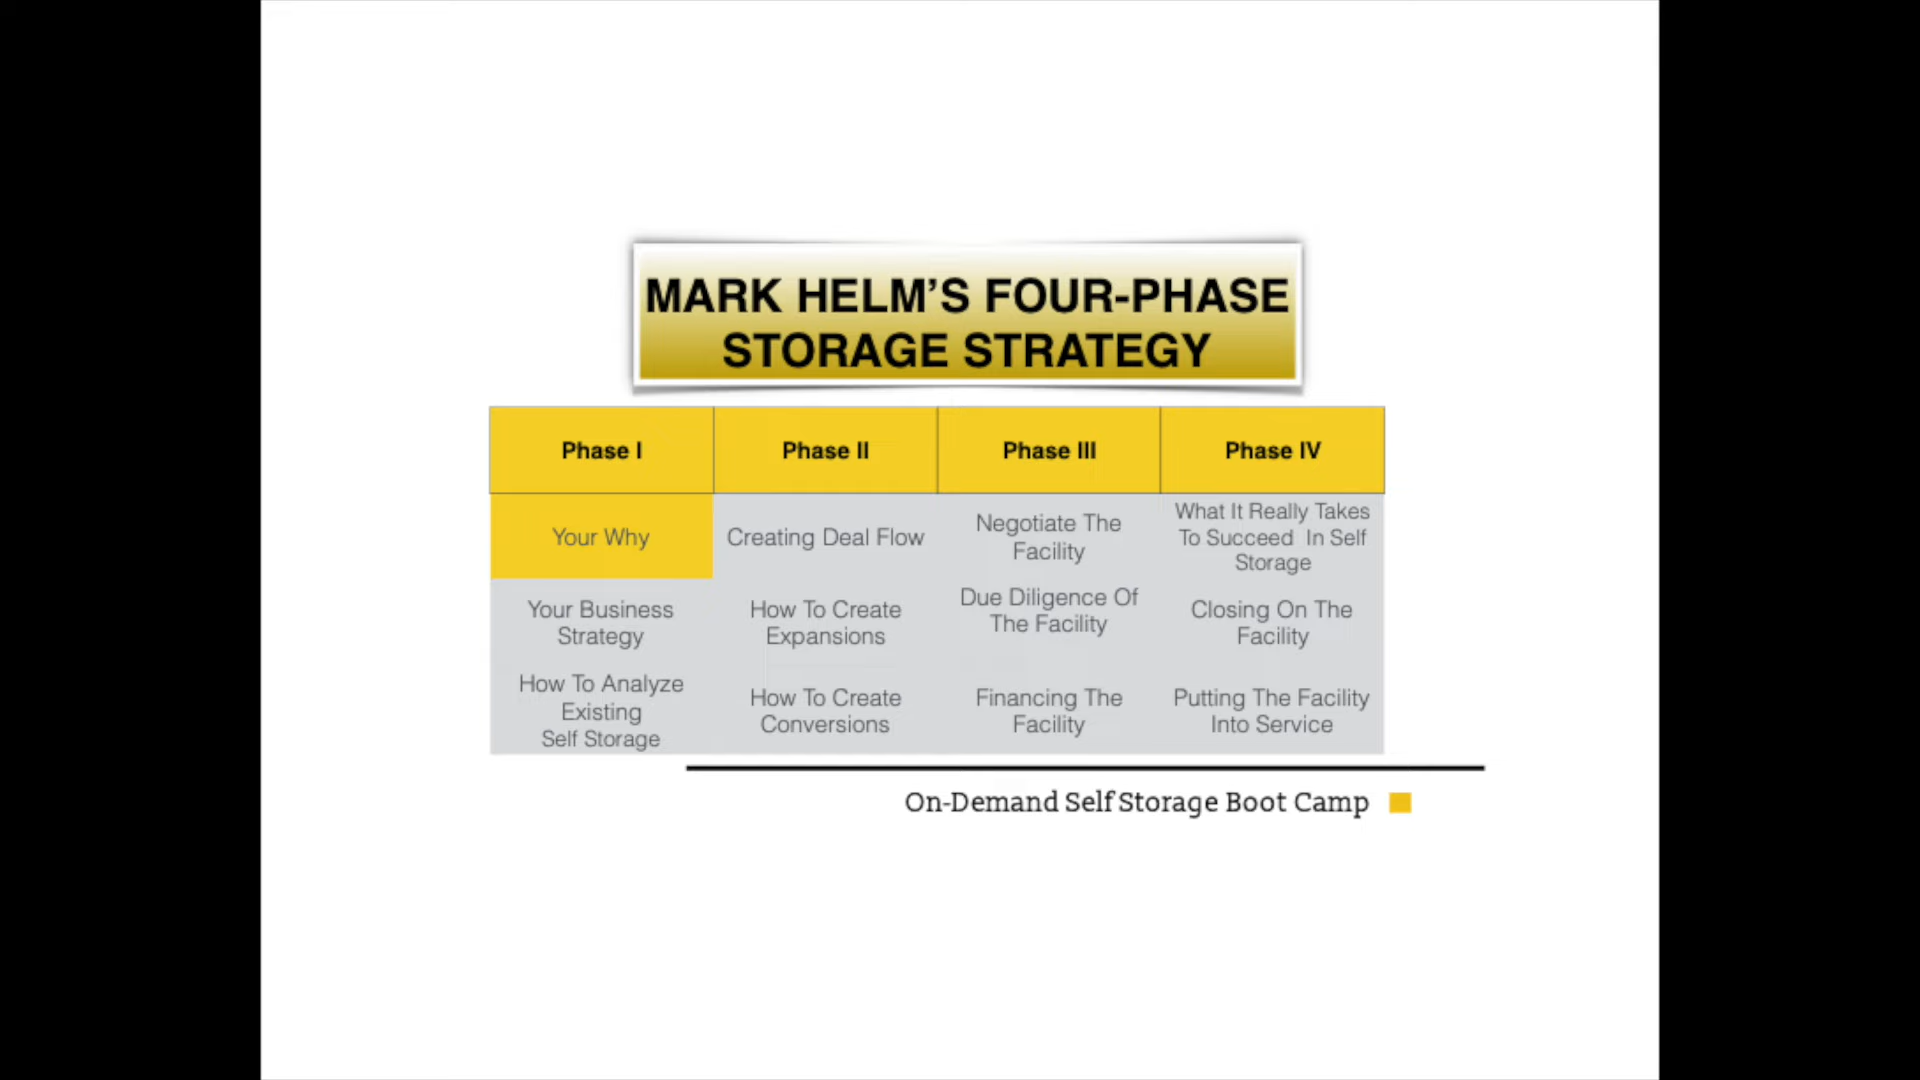 MARK HELM’S FOUR-PHASE
STORAGE STRATEGY
Phase I
Phase II
Phase III
Phase IV
Your Why
Creating Deal Flow
Negotiate The
Facility
What It Really Takes
To Succeed In Self
Storage
Your Business
Strategy
How To Create
Expansions
Due Diligence Of
The Facility
Closing On The
Facility
How To Analyze
Existing
Self Storage
How To Create
Conversions
Financing The
Facility
Putting The Facility
Into Service
On-Demand Self Storage Boot Camp